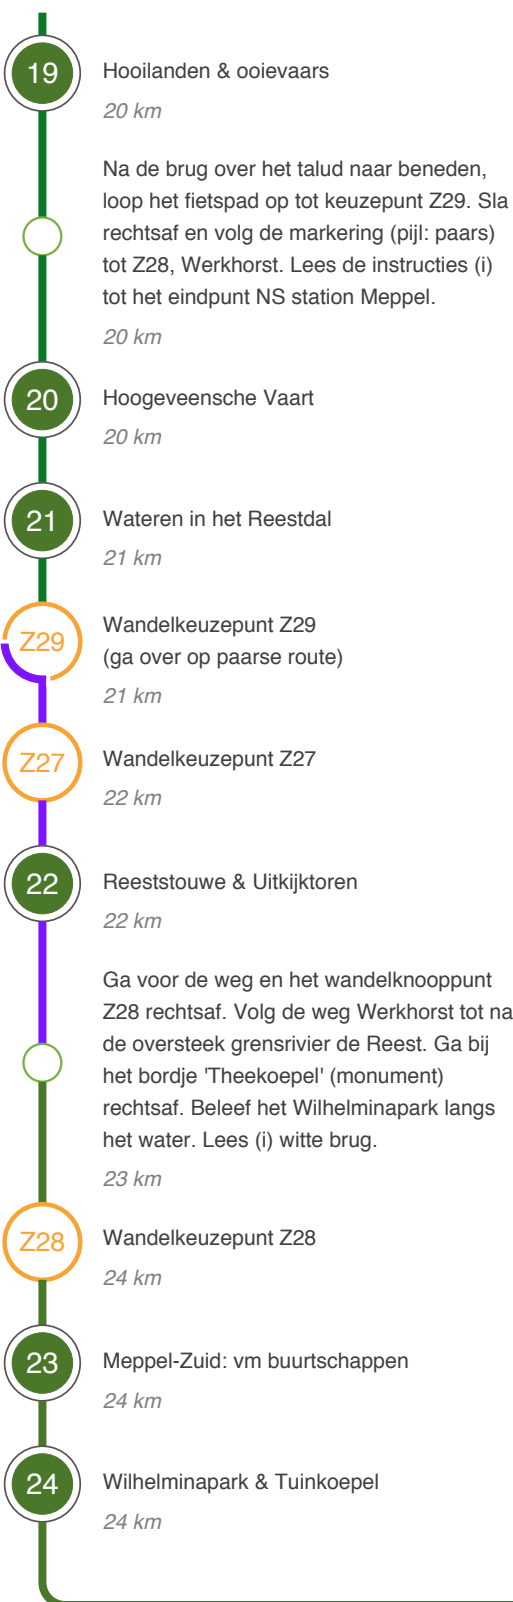 19
Hooilanden & ooievaars
20 km
Na de brug over het talud naar beneden,
loop het fietspad op tot keuzepunt Z29. Sla
rechtsaf en volg de markering (pijl: paars)
tot Z28, Werkhorst. Lees de instructies (i)
tot het eindpunt NS station Meppel.
20 km
20
Hoogeveensche Vaart
20 km
21
Wateren in het Reestdal
21 km
Z29
Wandelkeuzepunt Z29
(ga over op paarse route)
21 km
Z27
Wandelkeuzepunt Z27
22 km
22
Reeststouwe & Uitkijktoren
22 km
Ga voor de weg en het wandelknooppunt
Z28 rechtsaf. Volg de weg Werkhorst tot na
de oversteek grensrivier de Reest. Ga bij
het bordje 'Theekoepel' (monument)
rechtsaf. Beleef het Wilhelminapark langs
het water. Lees (i) witte brug.
23 km
Z28
Wandelkeuzepunt Z28
24 km
23
Meppel-Zuid: vm buurtschappen
24 km
24
Wilhelminapark & Tuinkoepel
24 km